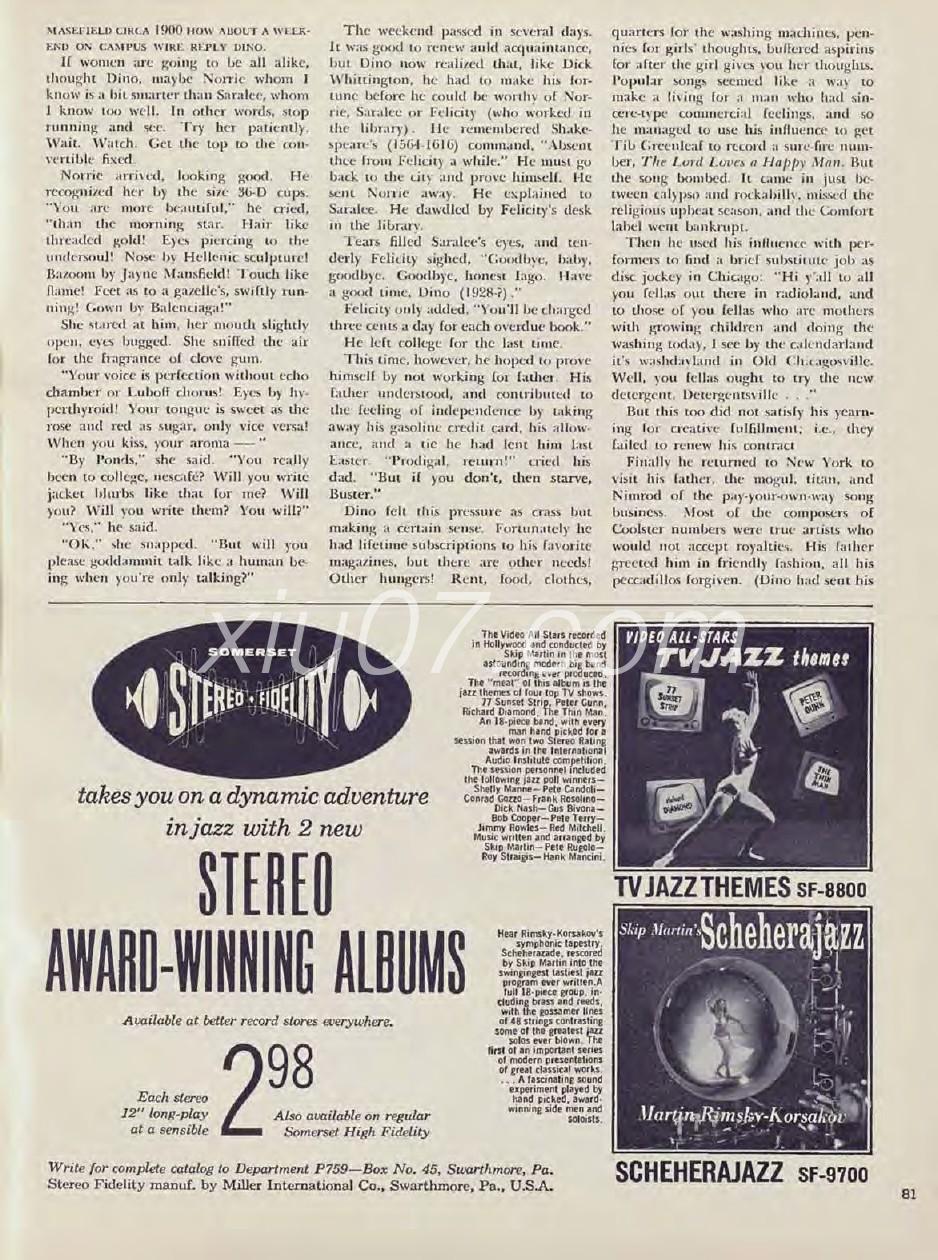 MASEFIELD CIRCA 1900 HOW ABOUT A WEEK-
END ON CAMPUS WIRE REPLY DINO.
If women are going to be all alike,
thought Dino, maybe Norrie whom I
know is a bit smarter than Saralee, whom
I know too well. In other words, stop
running and see. Try her patiently.
Wait. Watch. Get the top to the con-
vertible fixed.
Norrie arrived, looking good. He
recognized her by the size 36-D cups.
"You are more beautiful," he cried,
"than the morning star. Hair like
threaded gold! Eyes piercing to the
undersoul! Nose by Hellenic sculpture!
Bazoom by Jayne Mansfield! Touch like
flame! Feet as to a gazelle's, swiftly run-
ning! Gown by Balenciaga!"
She stared at him, her mouth slightly
open, eyes bugged. She sniffed the air
for the fragrance of clove gum.
"Your voice is perfection without echo
chamber or Luboff chorus! Eyes by hy-
perthyroid! Your tongue is sweet as the
rose and red as sugar, only vice versa!
When you kiss, your aroma — "
"By Ponds," she said. "You really
been to college, nescafé? Will you write
jacket blurbs like that for me? Will
you? Will you write them? You will?"
"Yes," he said.
"OK," she snapped. "But will you
please goddammit talk like a human be-
ing when you're only talking?"
The weekend passed in several days.
It was good to renew auld acquaintance,
but Dino now realized that, like Dick
Whittington, he had to make his for-
tune before he could be worthy of Nor-
rie, Saralee or Felicity (who worked in
the library). He remembered Shake-
speare's (1564-1616) command, "Absent
thee from Felicity a while." He must go
back to the city and prove himself. He
sent Norrie away. He explained to
Saralee. He dawdled by Felicity's desk
in the library.
Tears filled Saralee's eyes, and ten-
derly Felicity sighed, "Goodbye, baby,
goodbye. Goodbye, honest Iago. Have
a good time, Dino (1928-?)."
Felicity only added, "You'll be charged
three cents a day for each overdue book."
He left college for the last time.
This time, however, he hoped to prove
himself by not working for father. His
father understood, and contributed to
the feeling of independence by taking
away his gasoline credit card, his allow-
ance, and a tie he had lent him last
Easter. "Prodigal, return!" cried his
dad. "But if you don't, then starve,
Buster."
Dino felt this pressure as crass but
making a certain sense. Fortunately he
had lifetime subscriptions to his favorite
magazines, but there are other needs!
Other hungers! Rent, food, clothes,
quarters for the washing machines, pen-
nies for girls' thoughts, buffered aspirins
for after the girl gives you her thoughts.
Popular songs seemed like a way to
make a living for a man who had sin-
cere-type commercial feelings, and so
he managed to use his influence to get
Tib Greenleaf to record a sure-fire num-
ber, The Lord Loves a Happy Man. But
the song bombed. It came in just be-
tween calypso and rockabilly, missed the
religious upbeat season, and the Comfort
label went bankrupt.
Then he used his influence with per-
formers to find a brief substitute job as
disc jockey in Chicago: "Hi y'all to all
you fellas out there in radioland, and
to those of you fellas who are mothers
with growing children and doing the
washing today, I see by the calendarland
it's washdayland in Old Chicagosville.
Well, you fellas ought to try the new
detergent, Detergentsville . . ."
But this too did not satisfy his yearn-
ing for creative fulfillment; i.e., they
failed to renew his contract
Finally he returned to New York to
visit his father, the mogul, titan, and
Nimrod of the pay-your-own-way song
business. Most of the composers of
Coolster numbers were true artists who
would not accept royalties. His father
greeted him in friendly fashion, all his
peccadillos forgiven. (Dino had sent his
xiu07.com
SOMERSET
STEREO • FIDELITY
takes you on a dynamic adventure
in jazz with 2 new
STEREO
AWARD-WINNING ALBUMS
Available at better record stores everywhere.
Each stereo
12" long-play
at a sensible
2 98
Also available on regular
Somerset High Fidelity
Write for complete catalog to Department P759—Box No. 45, Swarthmore, Pa.
Stereo Fidelity manuf. by Miller International Co., Swarthmore, Pa., U.S.A.
The Video All Stars recorded
in Hollywood and conducted by
Skip Martin in the most
astounding modern big band
recording ever produced.
The "meat" of this album is the
jazz themes of four top TV shows.
77 Sunset Strip, Peter Gunn,
Richard Diamond, The Thin Man.
An 18-piece band, with every
man hand picked for a
session that won two Stereo Rating
awards in the International
Audio Institute competition.
The session personnel included
the following jazz poll winners—
Shelly Manne—Pete Candoli—
Conrad Gozzo—Frank Rosolino—
Dick Nash—Gus Bivona—
Bob Cooper—Pete Terry—
Jimmy Rowles—Red Mitchell.
Music written and arranged by
Skip Martin—Pete Rugolo—
Roy Straigis—Hank Mancini.
VIDEO ALL-STARS
TV JAZZ themes
77
SUNSET
STRIP
PETER
GUNN
richard
DIAMOND
THE
THIN
MAN
TV JAZZ THEMES SF-8800
Hear Rimsky-Korsakov's
symphonic tapestry,
Scheherazade, rescored
by Skip Martin into the
swingingest tastiest jazz
program ever written. A
full 18-piece group, in-
cluding brass and reeds,
with the gossamer lines
of 48 strings contrasting
some of the greatest jazz
solos ever blown. The
first of an important series
of modern presentations
of great classical works.
. . . A fascinating sound
experiment played by
hand picked, award-
winning side men and
soloists.
Skip Martin's Scheherajazz
Martin-Rimsky-Korsakov
SCHEHERAJAZZ SF-9700
81